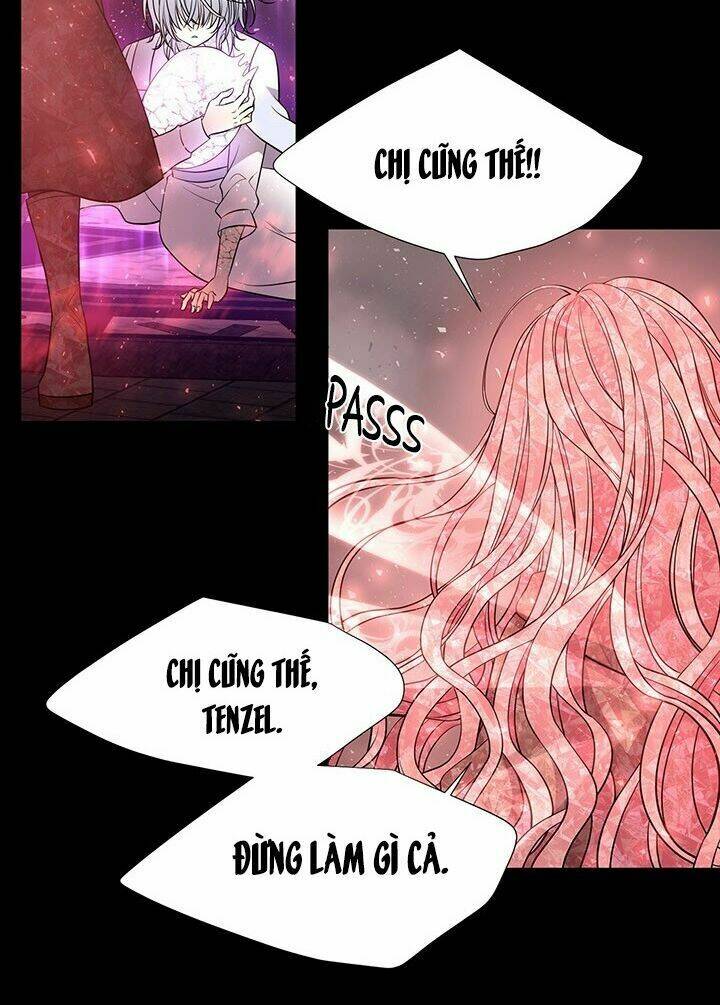 CHỊ CŨNG THẾ!!
PASSS
CHỊ CŨNG THẾ,
TENZEL.
ĐỪNG LÀM GÌ CẢ.